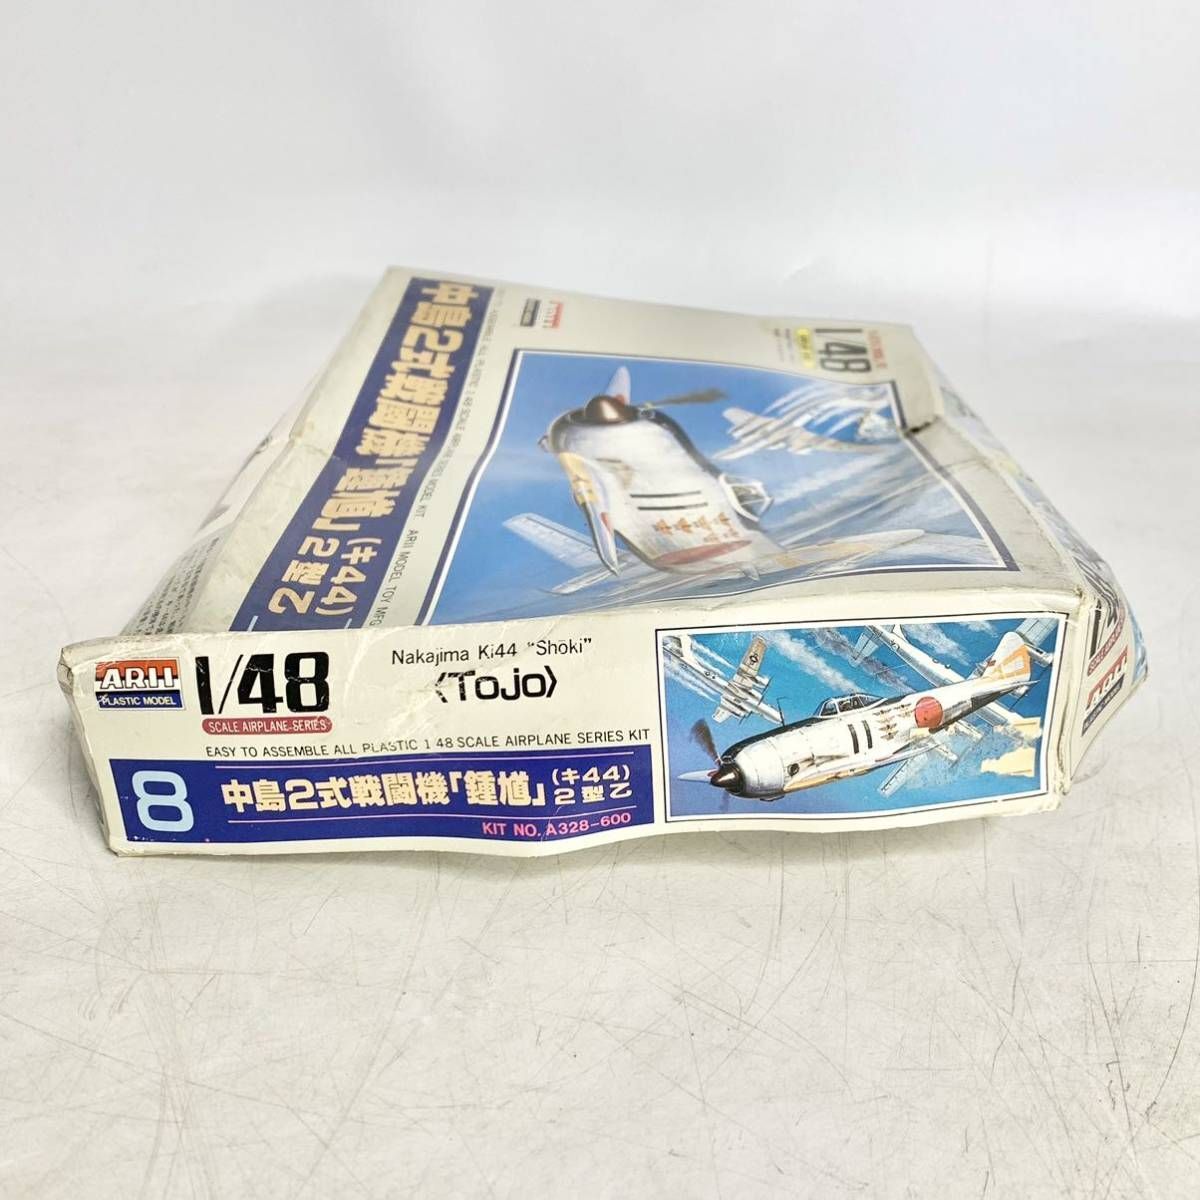 1/48
中島2式戦闘機「鍾馗」(キ44)2型乙
ARII
PLASTIC MODEL
1/48
SCALE AIRPLANE SERIES
Nakajima Ki44 "Shōki"
〈ToJo〉
EASY TO ASSEMBLE ALL PLASTIC 1/48 SCALE AIRPLANE SERIES KIT
8
中島2式戦闘機「鍾馗」(キ44)2型乙
KIT NO. A328-600